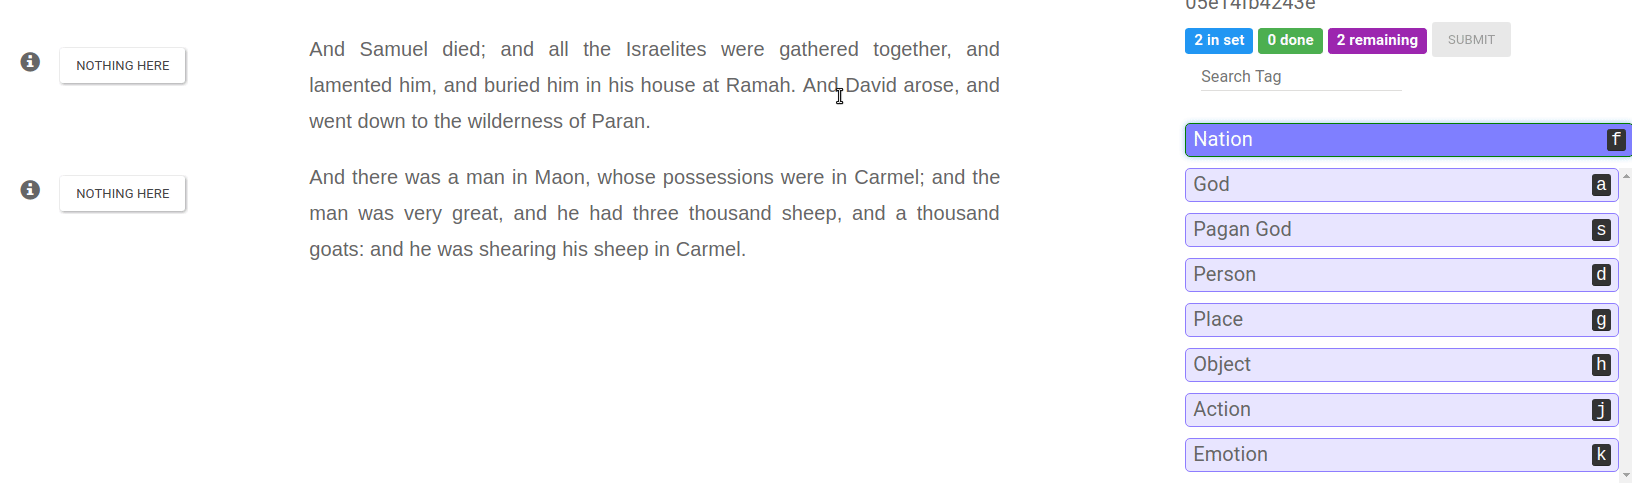 05e14fb4243e
2 in set 0 done 2 remaining SUBMIT
Search Tag
NOTHING HERE
And Samuel died; and all the Israelites were gathered together, and
lamented him, and buried him in his house at Ramah. And David arose, and
went down to the wilderness of Paran.
NOTHING HERE
And there was a man in Maon, whose possessions were in Carmel; and the
man was very great, and he had three thousand sheep, and a thousand
goats: and he was shearing his sheep in Carmel.
Nation f
God a
Pagan God s
Person d
Place g
Object h
Action j
Emotion k